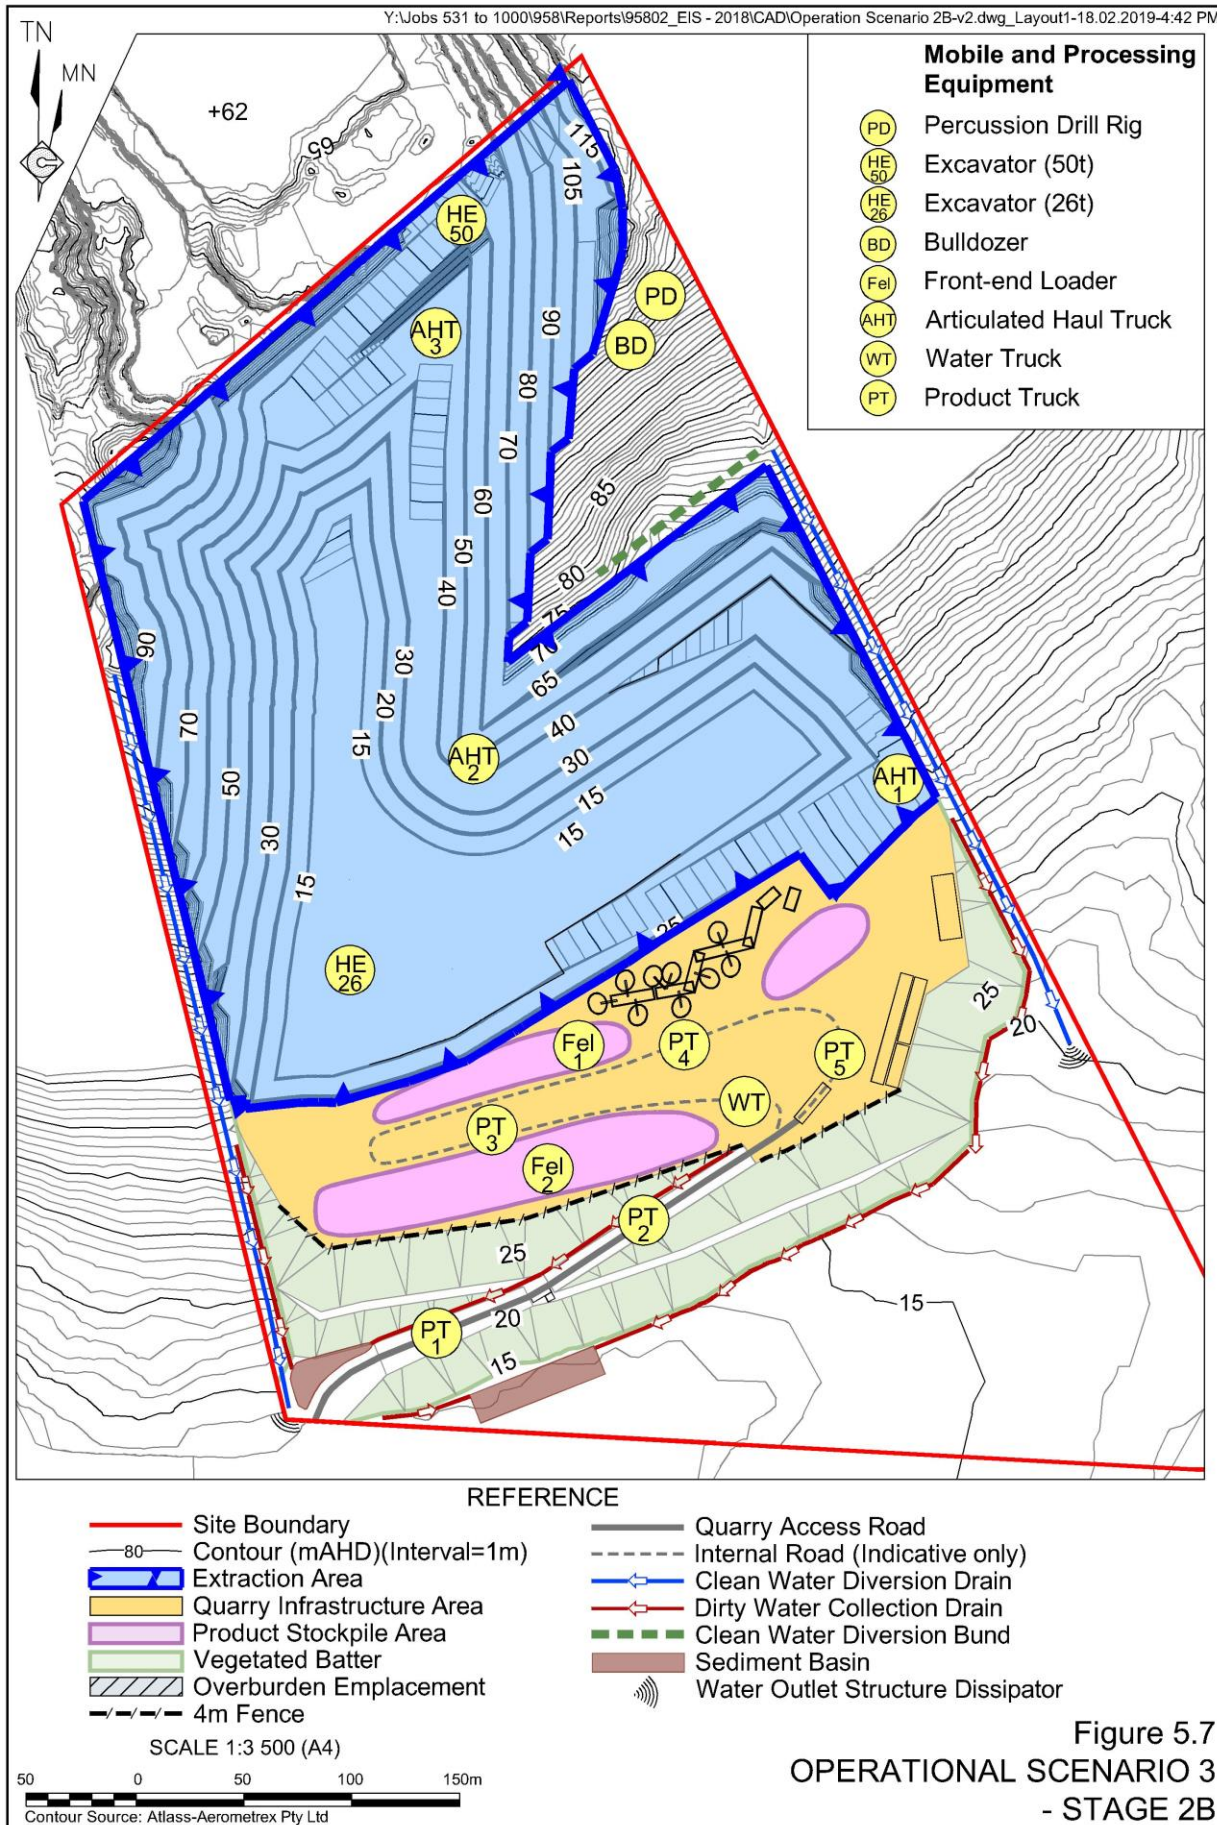 Y:\Jobs 531 to 1000\958\Reports\95802_EIS - 2018\CAD\Operation Scenario 2B-v2.dwg_Layout1-18.02.2019-4:42 PM
TN
MN
Mobile and Processing
Equipment
PD Percussion Drill Rig
HE 50 Excavator (50t)
HE 26 Excavator (26t)
BD Bulldozer
Fel Front-end Loader
AHT Articulated Haul Truck
WT Water Truck
PT Product Truck
+62
65
115
105
HE
50
PD
AHT
3
BD
90
80
70
60
50
40
85
80
75
70
65
90
70
50
30
15
30
20
15
AHT
2
40
30
15
15
AHT
1
25
HE
26
Fel
1
PT
4
PT
5
WT
PT
3
Fel
2
PT
2
PT
1
25
20
25
20
15
15
REFERENCE
Site Boundary
80 Contour (mAHD)(Interval=1m)
Extraction Area
Quarry Infrastructure Area
Product Stockpile Area
Vegetated Batter
Overburden Emplacement
4m Fence
Quarry Access Road
Internal Road (Indicative only)
Clean Water Diversion Drain
Dirty Water Collection Drain
Clean Water Diversion Bund
Sediment Basin
Water Outlet Structure Dissipator
SCALE 1:3 500 (A4)
50 0 50 100 150m
Contour Source: Atlass-Aerometrex Pty Ltd
Figure 5.7
OPERATIONAL SCENARIO 3
- STAGE 2B